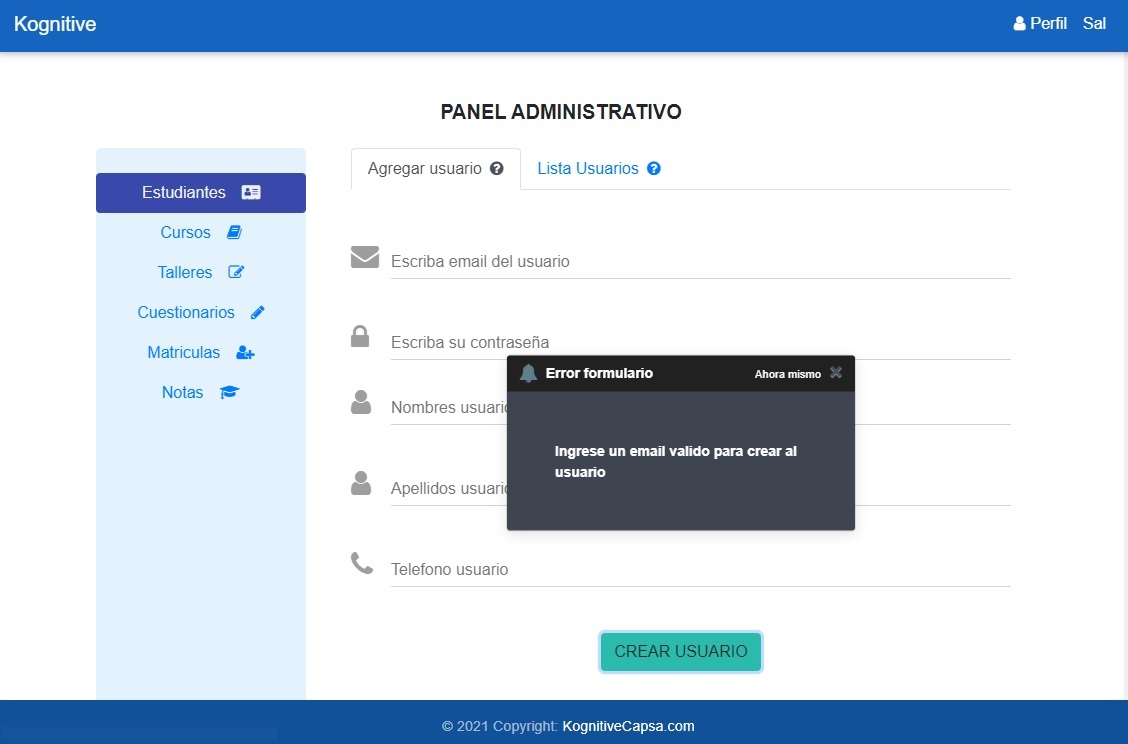 Kognitive
Perfil Sal
PANEL ADMINISTRATIVO
Estudiantes
Cursos
Talleres
Cuestionarios
Matriculas
Notas
Agregar usuario Lista Usuarios
Escriba email del usuario
Escriba su contraseña
Nombres
Apellidos
Telefono usuario
Error formulario Ahora mismo
Ingrese un email valido para crear al
usuario
CREAR USUARIO
© 2021 Copyright: KognitiveCapsa.com